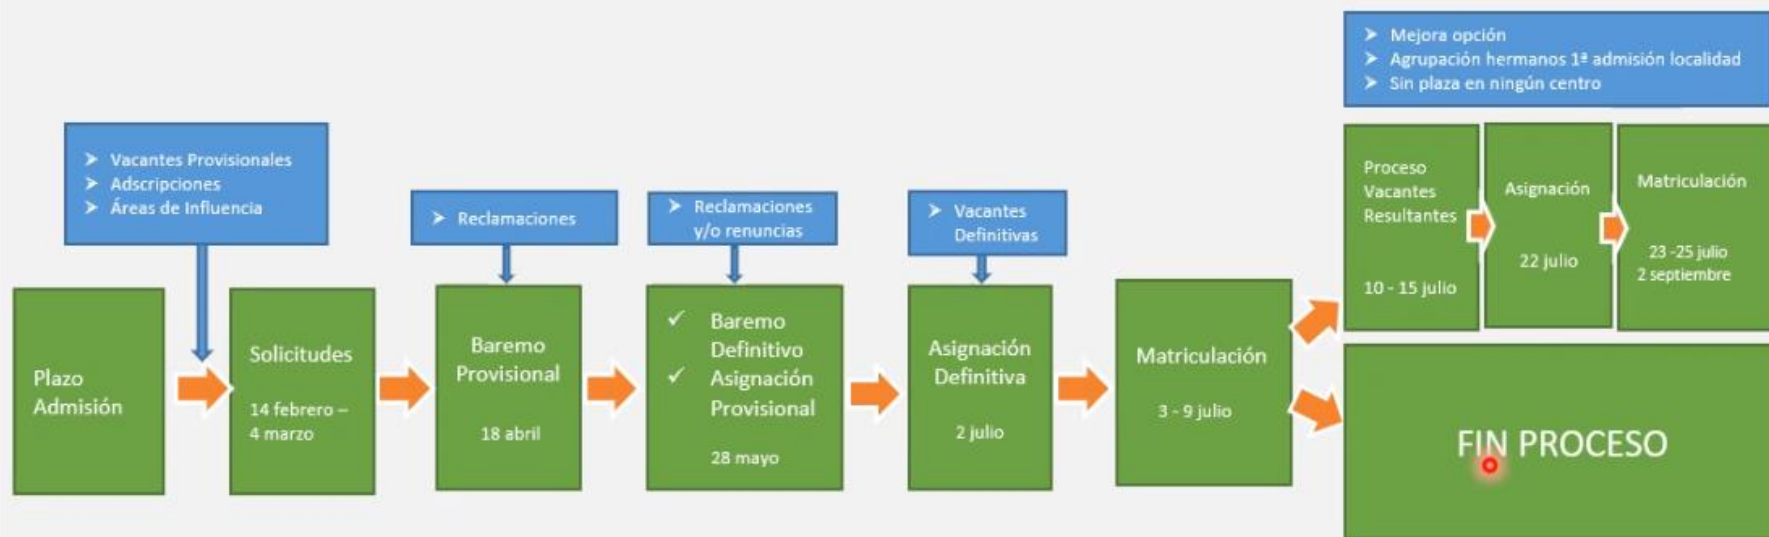 Plazo
Admisión
Vacantes Provisionales
Adscripciones
Áreas de Influencia
Solicitudes
14 febrero –
4 marzo
Reclamaciones
Baremo
Provisional
18 abril
Reclamaciones
y/o renuncias
Baremo
Definitivo
Asignación
Provisional
28 mayo
Vacantes
Definitivas
Asignación
Definitiva
2 julio
Matriculación
3 - 9 julio
Mejora opción
Agrupación hermanos 1ª admisión localidad
Sin plaza en ningún centro
Proceso
Vacantes
Resultantes
10 - 15 julio
Asignación
22 julio
Matriculación
23 -25 julio
2 septiembre
FIN PROCESO